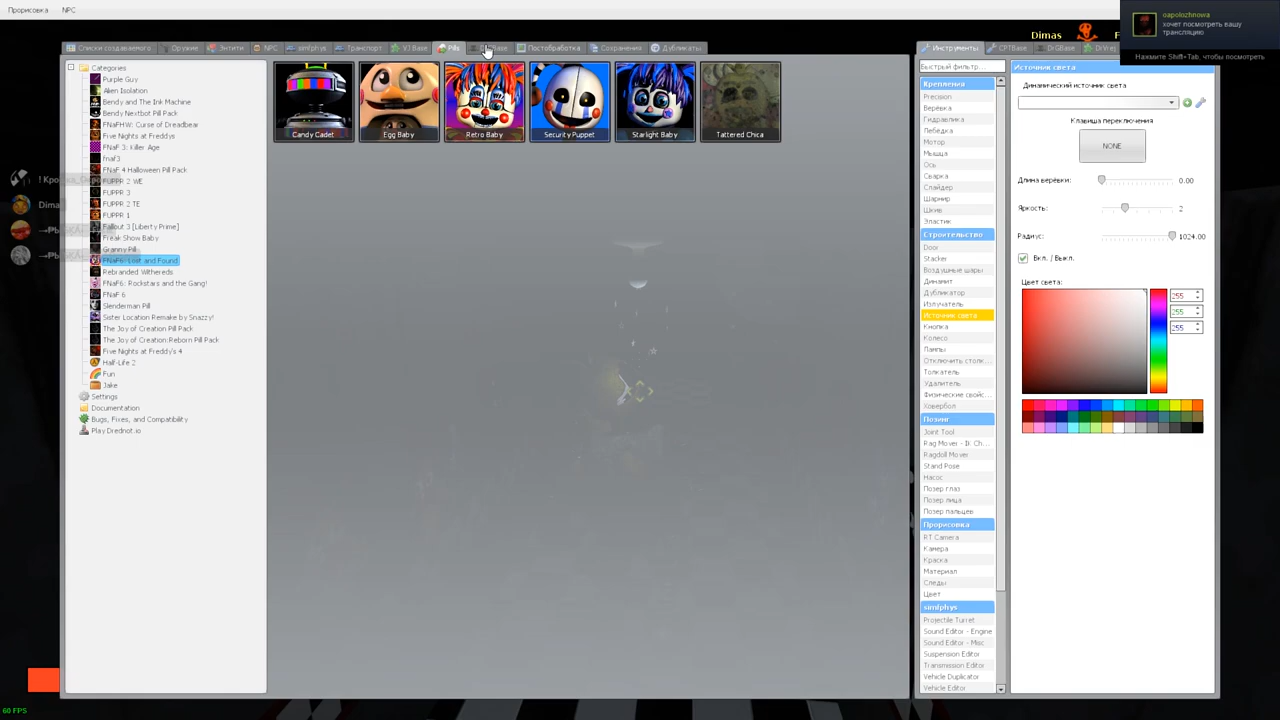 Прорисовка NPC
oapolozhnowa
хочет посмотреть вашу трансляцию
Нажмите Shift+Tab, чтобы посмотреть
Dimas
Списки создаваемого Оружие Энтити NPC simfphys Транспорт VJ Base Pills Постобработка Сохранения Дубликаты
Categories
Purple Guy
Alien Isolation
Bendy and The Ink Machine
Bendy Nextbot Pill Pack
FNaFHW: Curse of Dreadbear
Five Nights at Freddys
FNaF 3: Killer Age
fnaf3
FNaF 4 Halloween Pill Pack
FUPPR 2 WE
FUPPR 3
FUPPR 2 TE
FUPPR 1
Fallout 3 [Liberty Prime]
Freak Show Baby
Granny Pill
FNaF6: Lost and Found
Rebranded Withereds
FNaF6: Rockstars and the Gang!
FNaF 6
Slenderman Pill
Sister Location Remake by Snazzy!
The Joy of Creation Pill Pack
The Joy of Creation:Reborn Pill Pack
Five Nights at Freddy's 4
Half-Life 2
Fun
Jake
Settings
Documentation
Bugs, Fixes, and Compatibility
Play Drednot.io
Candy Cadet Egg Baby Retro Baby Security Puppet Starlight Baby Tattered Chica
Инструменты CPTBase DrGBase DrVrej
Быстрый фильтр...
Крепления
Precision
Верёвка
Гидравлика
Лебёдка
Мотор
Мышца
Ось
Сварка
Слайдер
Шарнир
Шкив
Эластик
Строительство
Door
Stacker
Воздушные шары
Динамит
Дубликатор
Излучатель
Источник света
Кнопка
Колесо
Лампы
Отключить столк...
Толкатель
Удалитель
Физические свойс...
Ховербол
Позинг
Joint Tool
Rag Mover - IK Ch...
Ragdoll Mover
Stand Pose
Насос
Позер глаз
Позер лица
Позер пальцев
Прорисовка
RT Camera
Камера
Краска
Материал
Следы
Цвет
simfphys
Projectile Turret
Sound Editor - Engine
Sound Editor - Misc
Suspension Editor
Transmission Editor
Vehicle Duplicator
Vehicle Editor
Источник света
Динамический источник света
Клавиша переключения
NONE
Длина верёвки: 0.00
Яркость: 2
Радиус: 1024.00
Вкл. / Выкл.
Цвет света:
255
255
255
60 FPS